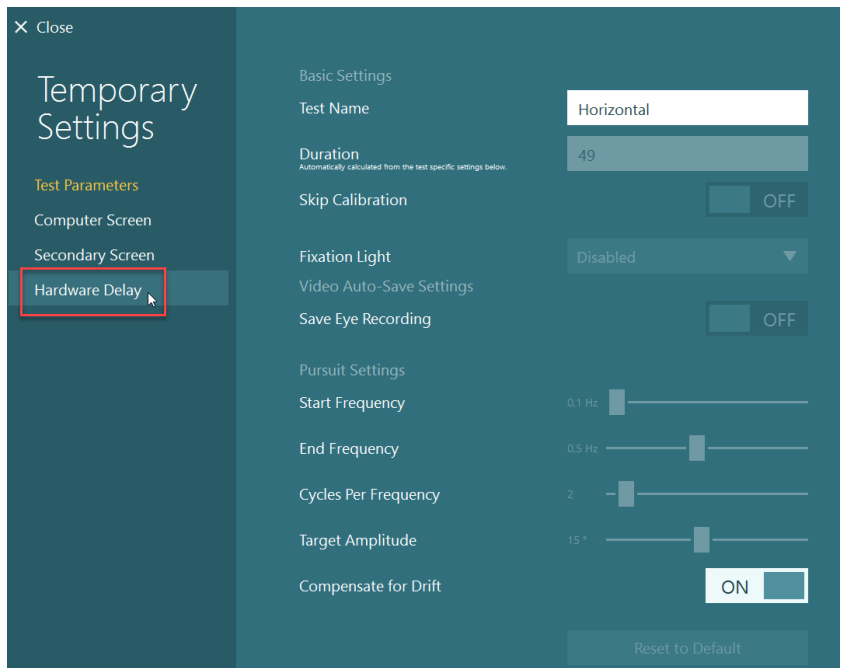 Close
Temporary
Settings
Test Parameters
Computer Screen
Secondary Screen
Hardware Delay
Basic Settings
Test Name
Horizontal
Duration
49
Automatically calculated from the test specific settings below.
Skip Calibration
OFF
Fixation Light
Disabled
Video Auto-Save Settings
Save Eye Recording
OFF
Pursuit Settings
Start Frequency
0.1 Hz
End Frequency
0.5 Hz
Cycles Per Frequency
2
Target Amplitude
15 °
Compensate for Drift
ON
Reset to Default